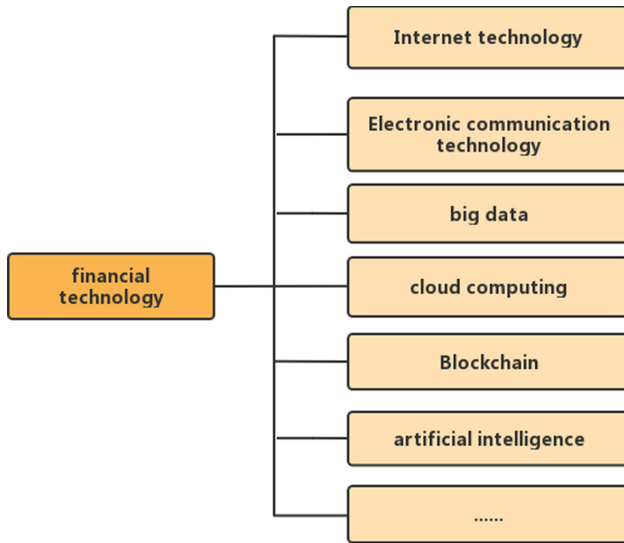 Internet technology
Electronic communication
technology
big data
financial
technology
cloud computing
Blockchain
artificial intelligence
......